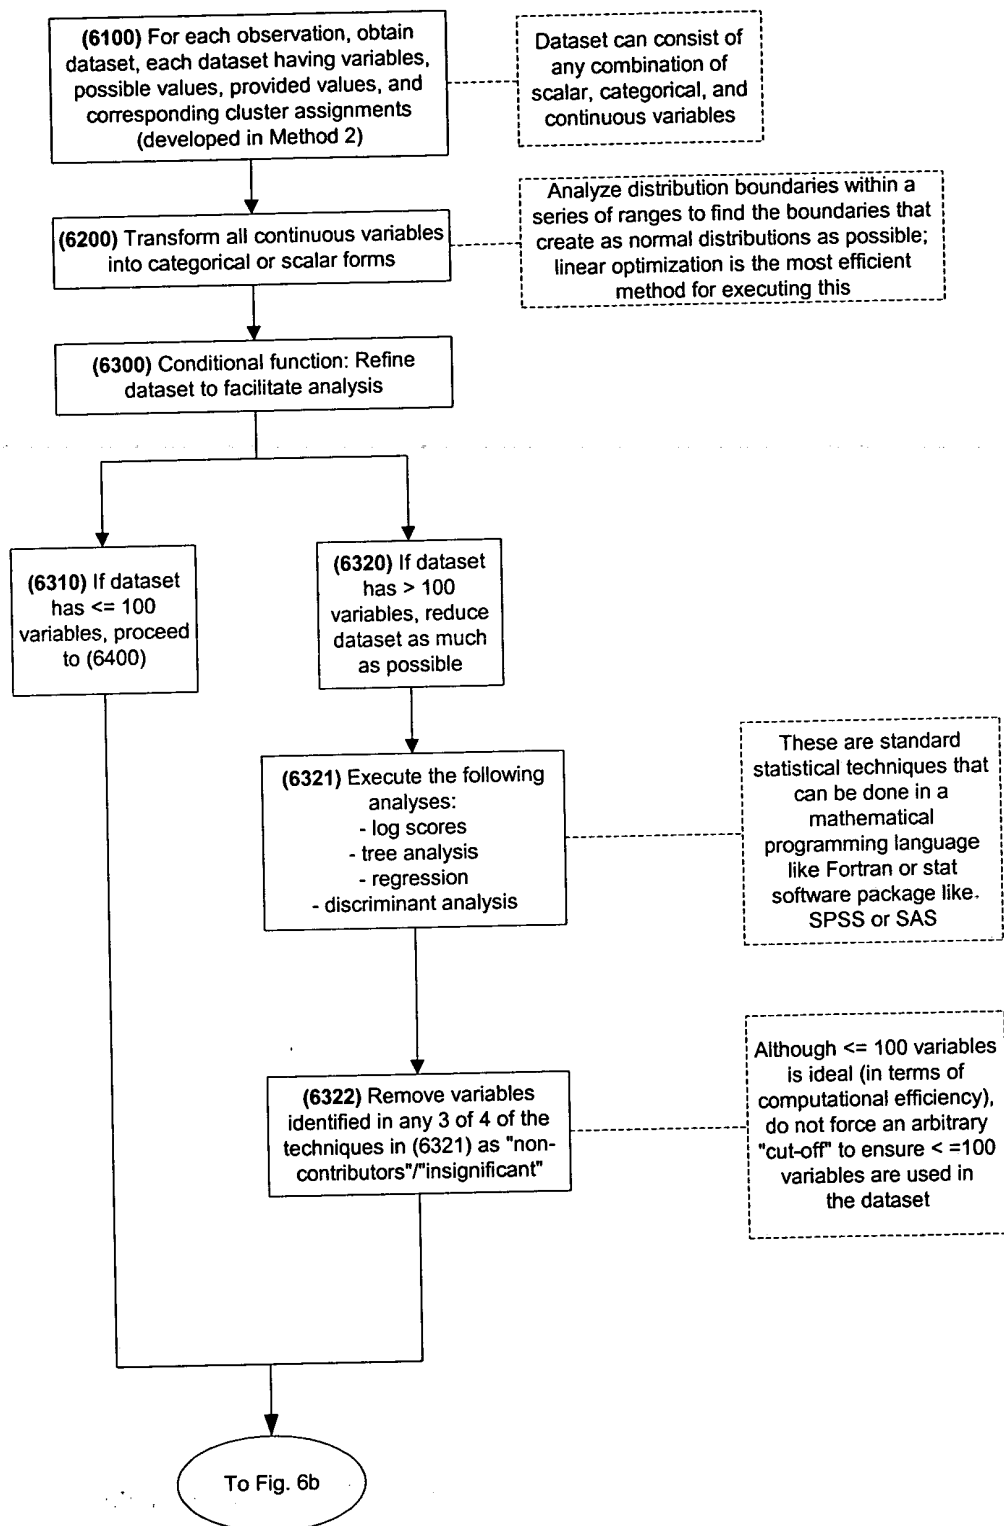 (6100) For each observation, obtain
dataset, each dataset having variables,
possible values, provided values, and
corresponding cluster assignments
(developed in Method 2)
Dataset can consist of
any combination of
scalar, categorical, and
continuous variables
(6200) Transform all continuous variables
into categorical or scalar forms
Analyze distribution boundaries within a
series of ranges to find the boundaries that
create as normal distributions as possible;
linear optimization is the most efficient
method for executing this
(6300) Conditional function: Refine
dataset to facilitate analysis
(6310) If dataset
has <= 100
variables, proceed
to (6400)
(6320) If dataset
has > 100
variables, reduce
dataset as much
as possible
(6321) Execute the following
analyses:
- log scores
- tree analysis
- regression
- discriminant analysis
These are standard
statistical techniques that
can be done in a
mathematical
programming language
like Fortran or stat
software package like.
SPSS or SAS
(6322) Remove variables
identified in any 3 of 4 of the
techniques in (6321) as "non-
contributors"/"insignificant"
Although <= 100 variables
is ideal (in terms of
computational efficiency),
do not force an arbitrary
"cut-off" to ensure < =100
variables are used in
the dataset
To Fig. 6b